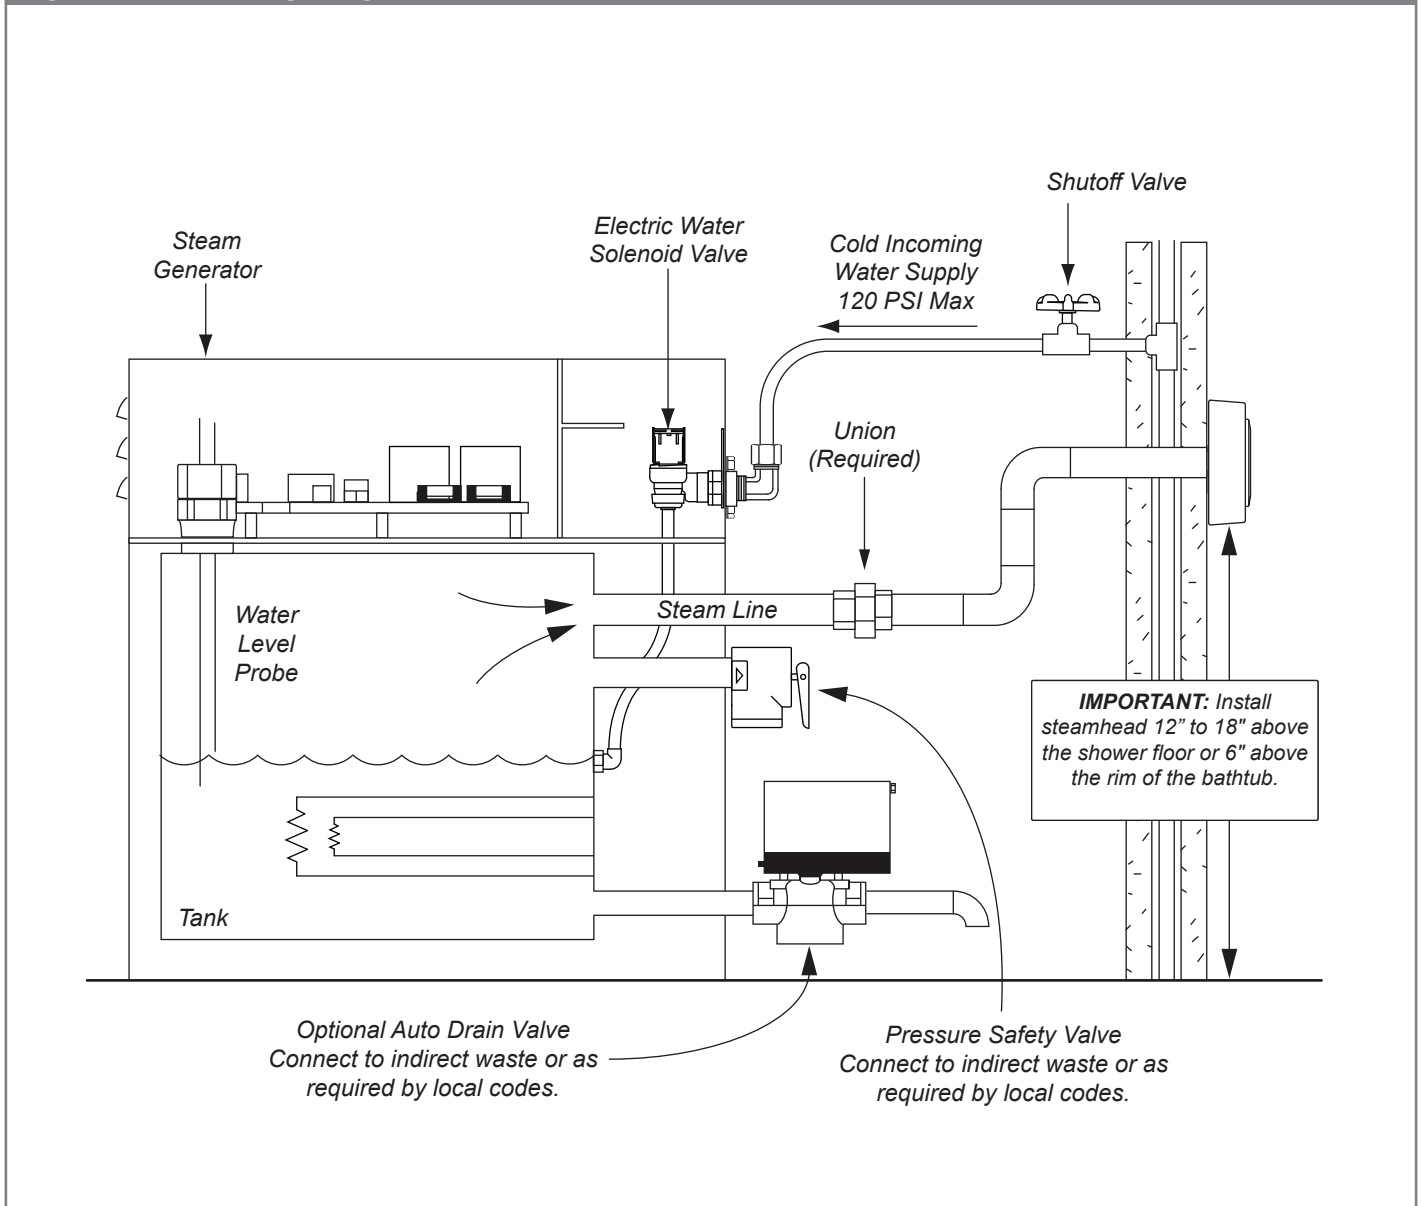 Shutoff Valve
Electric Water
Solenoid Valve
Steam
Generator
Cold Incoming
Water Supply
120 PSI Max
Union
(Required)
Steam Line
Water
Level
Probe
IMPORTANT: Install
steamhead 12” to 18" above
the shower floor or 6" above
the rim of the bathtub.
Tank
Optional Auto Drain Valve
Connect to indirect waste or as
required by local codes.
Pressure Safety Valve
Connect to indirect waste or as
required by local codes.